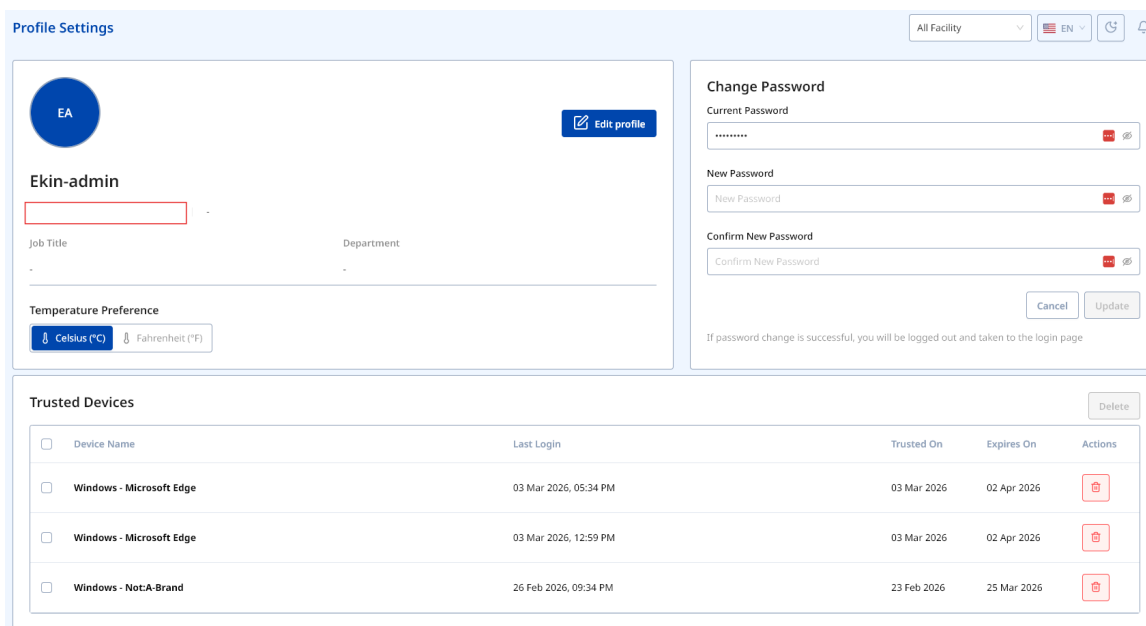 Profile Settings
All Facility
EN
EA
Edit profile
Ekin-admin
-
Job Title
Department
-
-
Temperature Preference
Celsius (°C)
Fahrenheit (°F)
Change Password
Current Password
•••••••••
New Password
New Password
Confirm New Password
Confirm New Password
Cancel
Update
If password change is successful, you will be logged out and taken to the login page
Trusted Devices
Delete
Device Name Last Login Trusted On Expires On Actions
Windows - Microsoft Edge 03 Mar 2026, 05:34 PM 03 Mar 2026 02 Apr 2026
Windows - Microsoft Edge 03 Mar 2026, 12:59 PM 03 Mar 2026 02 Apr 2026
Windows - Not:A-Brand 26 Feb 2026, 09:34 PM 23 Feb 2026 25 Mar 2026